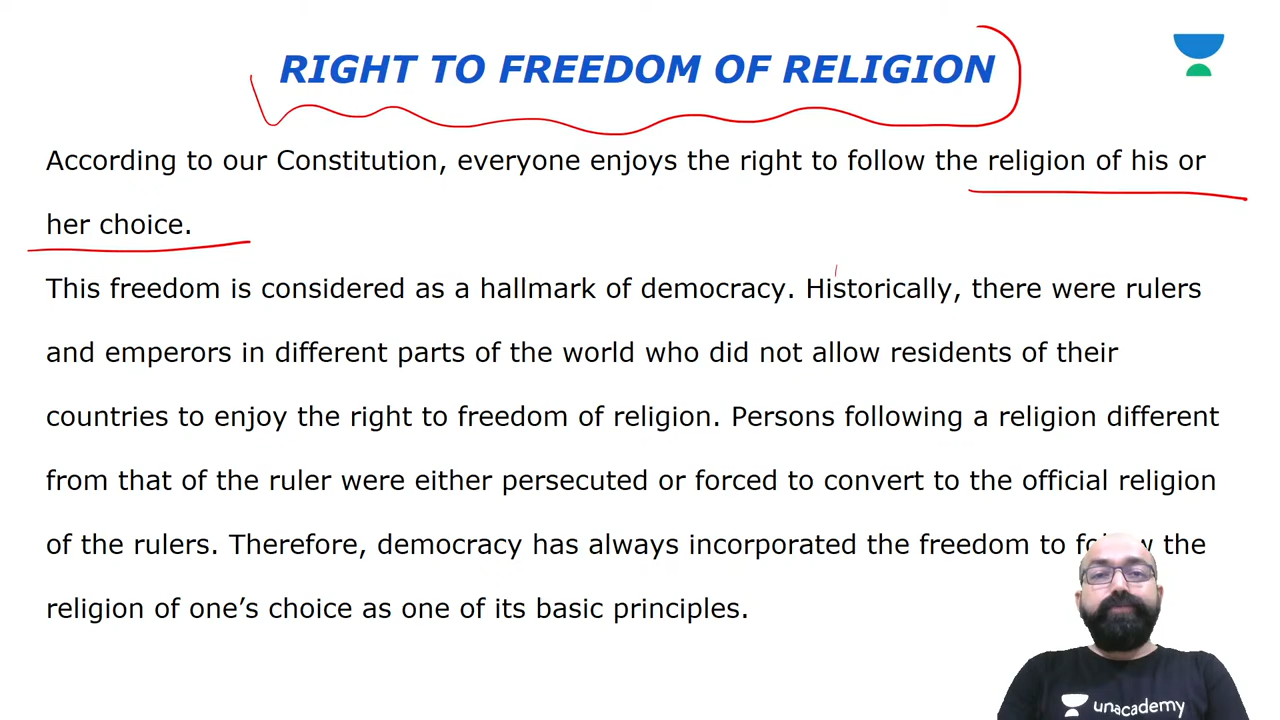 RIGHT TO FREEDOM OF RELIGION
According to our Constitution, everyone enjoys the right to follow the religion of his or
her choice.
This freedom is considered as a hallmark of democracy. Historically, there were rulers
and emperors in different parts of the world who did not allow residents of their
countries to enjoy the right to freedom of religion. Persons following a religion different
from that of the ruler were either persecuted or forced to convert to the official religion
of the rulers. Therefore, democracy has always incorporated the freedom to follow the
religion of one’s choice as one of its basic principles.
unacademy